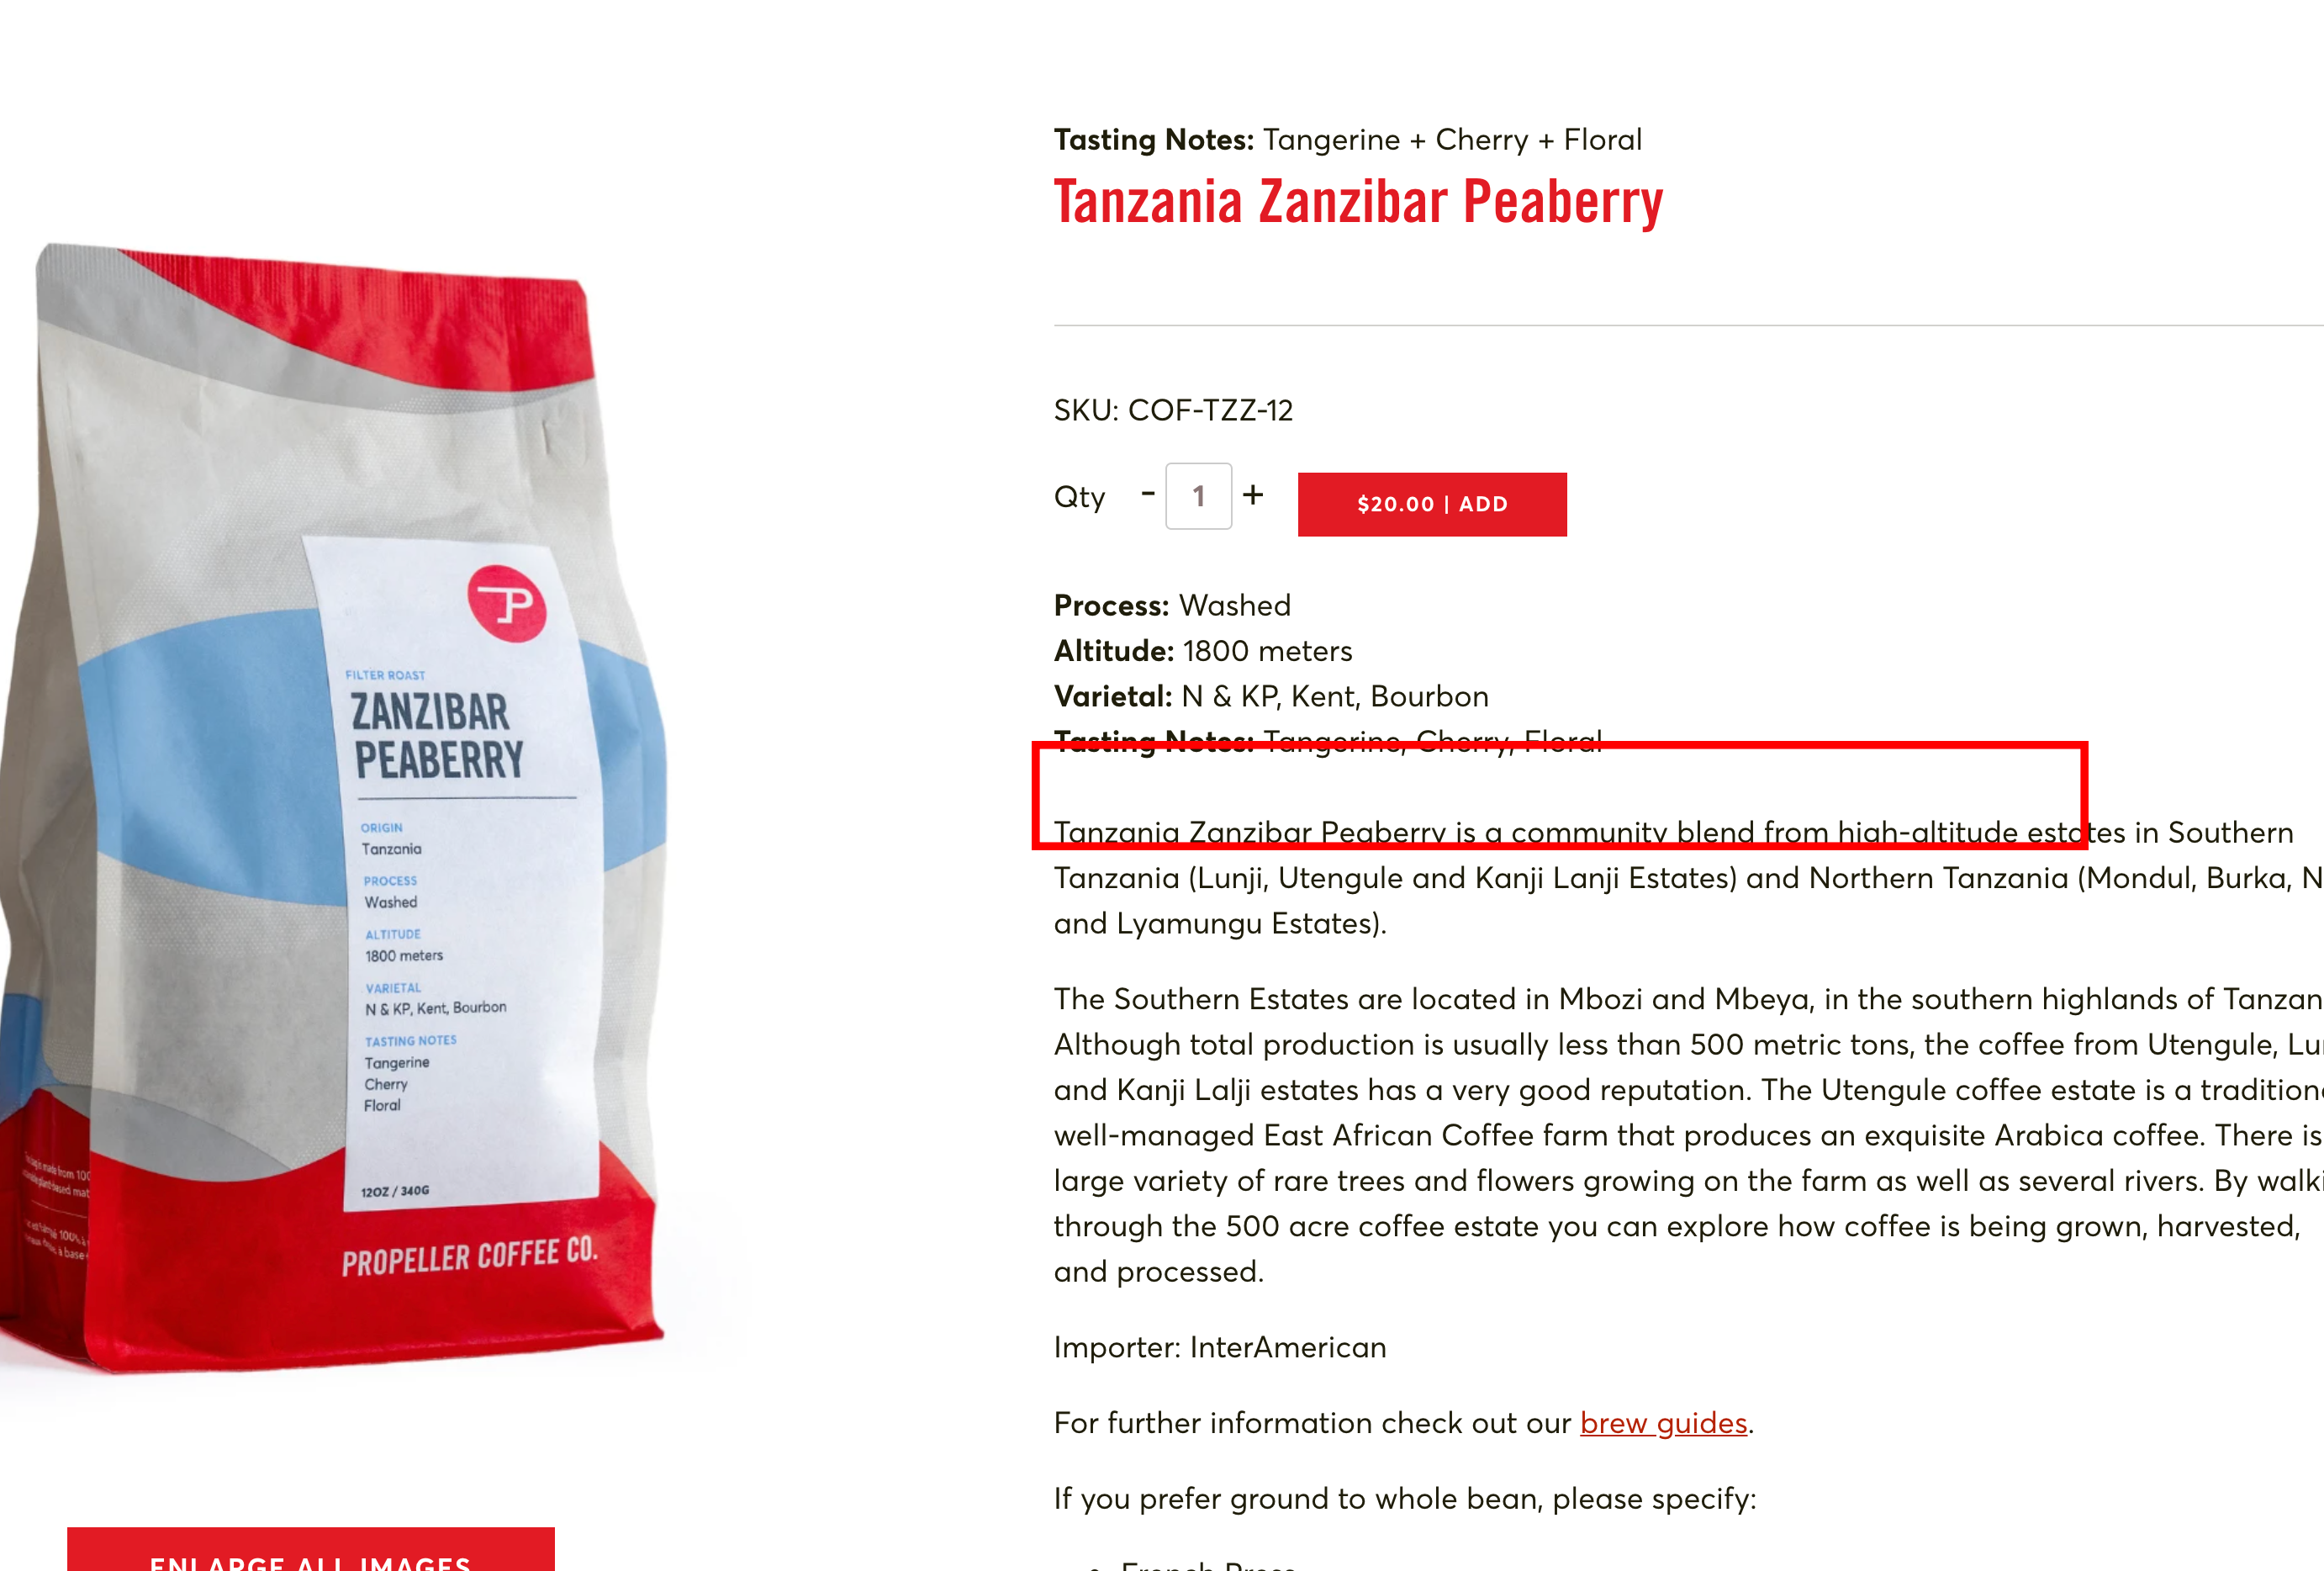 Tasting Notes: Tangerine + Cherry + Floral
Tanzania Zanzibar Peaberry
SKU: COF-TZZ-12
Qty - 1 + $20.00 | ADD
Process: Washed
Altitude: 1800 meters
Varietal: N & KP, Kent, Bourbon
Tasting Notes: Tangerine, Cherry, Floral
Tanzania Zanzibar Peaberry is a community blend from high-altitude estates in Southern
Tanzania (Lunji, Utengule and Kanji Lanji Estates) and Northern Tanzania (Mondul, Burka, N
and Lyamungu Estates).
The Southern Estates are located in Mbozi and Mbeya, in the southern highlands of Tanzan
Although total production is usually less than 500 metric tons, the coffee from Utengule, Lu
and Kanji Lalji estates has a very good reputation. The Utengule coffee estate is a tradition
well-managed East African Coffee farm that produces an exquisite Arabica coffee. There is
large variety of rare trees and flowers growing on the farm as well as several rivers. By walk
through the 500 acre coffee estate you can explore how coffee is being grown, harvested,
and processed.
Importer: InterAmerican
For further information check out our brew guides.
If you prefer ground to whole bean, please specify:
• French Press
P
FILTER ROAST
ZANZIBAR
PEABERRY
ORIGIN
Tanzania
PROCESS
Washed
ALTITUDE
1800 meters
VARIETAL
N & KP, Kent, Bourbon
TASTING NOTES
Tangerine
Cherry
Floral
12OZ / 340G
PROPELLER COFFEE CO.
ENLARGE ALL IMAGES